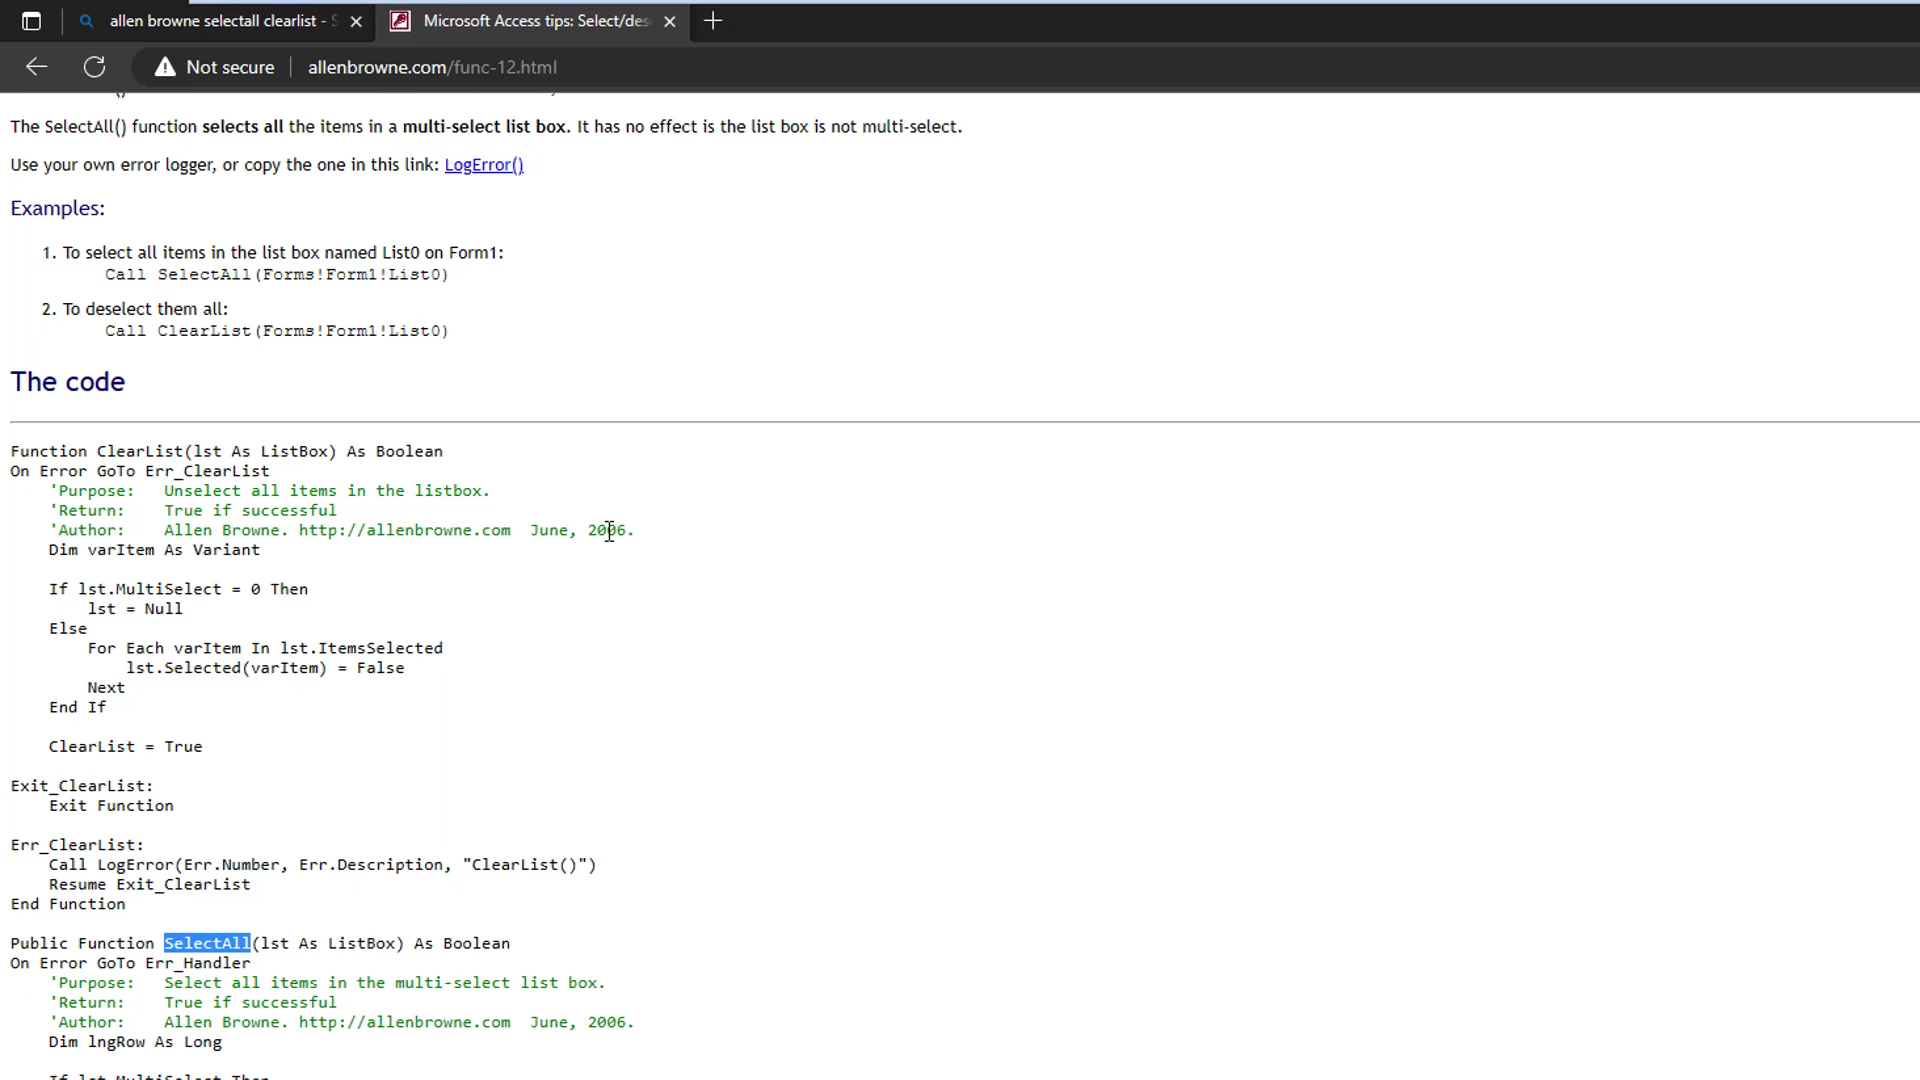 allen browne selectall clearlist - S
Microsoft Access tips: Select/des
Not secure
allenbrowne.com/func-12.html
The SelectAll() function selects all the items in a multi-select list box. It has no effect is the list box is not multi-select.
Use your own error logger, or copy the one in this link: LogError()
Examples:
1. To select all items in the list box named List0 on Form1:
Call SelectAll(Forms!Form1!List0)
2. To deselect them all:
Call ClearList(Forms!Form1!List0)
The code
Function ClearList(lst As ListBox) As Boolean
On Error GoTo Err_ClearList
'Purpose:   Unselect all items in the listbox.
'Return:    True if successful
'Author:    Allen Browne. http://allenbrowne.com  June, 2006.
Dim varItem As Variant
If lst.MultiSelect = 0 Then
lst = Null
Else
For Each varItem In lst.ItemsSelected
lst.Selected(varItem) = False
Next
End If
ClearList = True
Exit_ClearList:
Exit Function
Err_ClearList:
Call LogError(Err.Number, Err.Description, "ClearList()")
Resume Exit_ClearList
End Function
Public Function SelectAll(lst As ListBox) As Boolean
On Error GoTo Err_Handler
'Purpose:   Select all items in the multi-select list box.
'Return:    True if successful
'Author:    Allen Browne. http://allenbrowne.com  June, 2006.
Dim lngRow As Long
If lst.MultiSelect Then